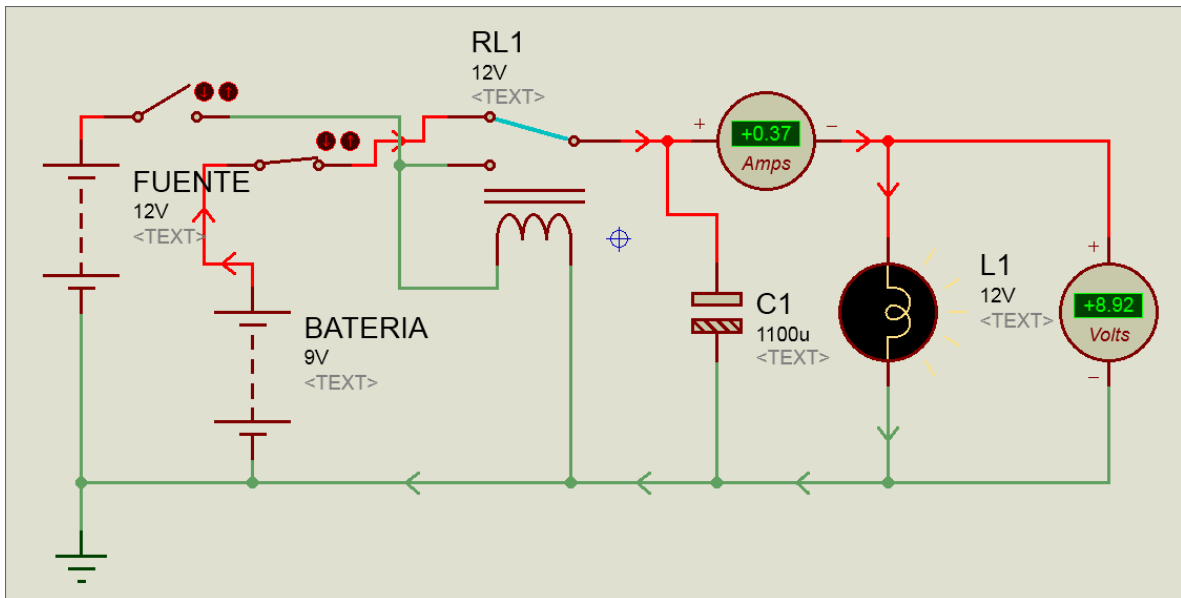 RL1
12V
<TEXT>
FUENTE
12V
<TEXT>
BATERIA
9V
<TEXT>
+
+0.37
−
Amps
C1
1100u
<TEXT>
L1
12V
<TEXT>
+
+8.92
Volts
−